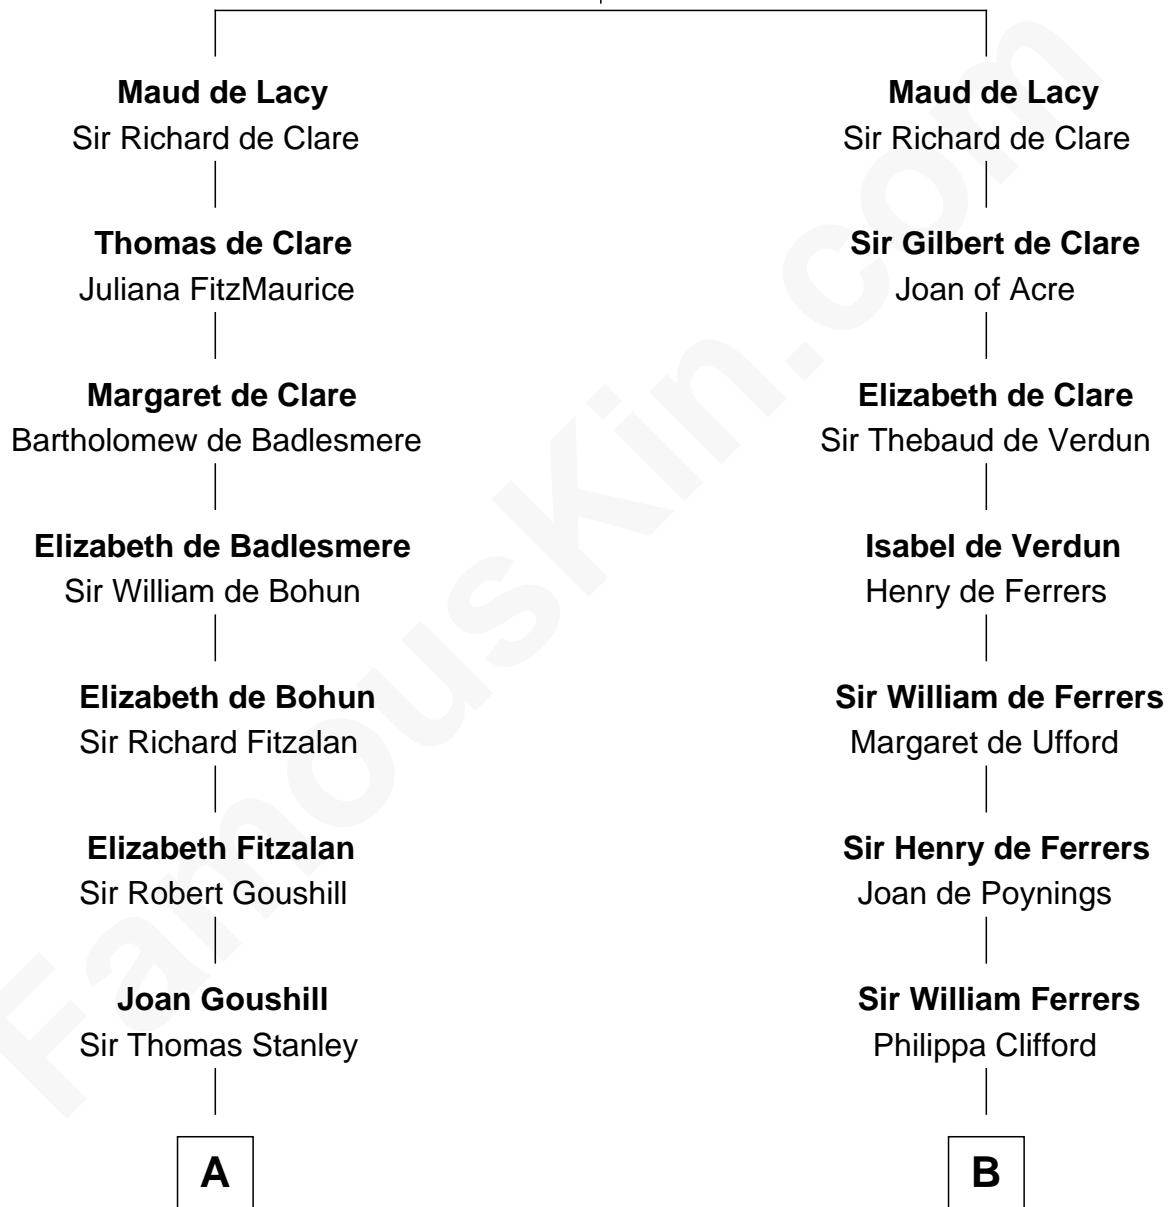 Maud de Lacy
Sir Richard de Clare
Thomas de Clare
Juliana FitzMaurice
Margaret de Clare
Bartholomew de Badlesmere
Elizabeth de Badlesmere
Sir William de Bohun
Elizabeth de Bohun
Sir Richard Fitzalan
Elizabeth Fitzalan
Sir Robert Goushill
Joan Goushill
Sir Thomas Stanley
A
Maud de Lacy
Sir Richard de Clare
Sir Gilbert de Clare
Joan of Acre
Elizabeth de Clare
Sir Thebaud de Verdun
Isabel de Verdun
Henry de Ferrers
Sir William de Ferrers
Margaret de Ufford
Sir Henry de Ferrers
Joan de Poynings
Sir William Ferrers
Philippa Clifford
B
FamousKin.com